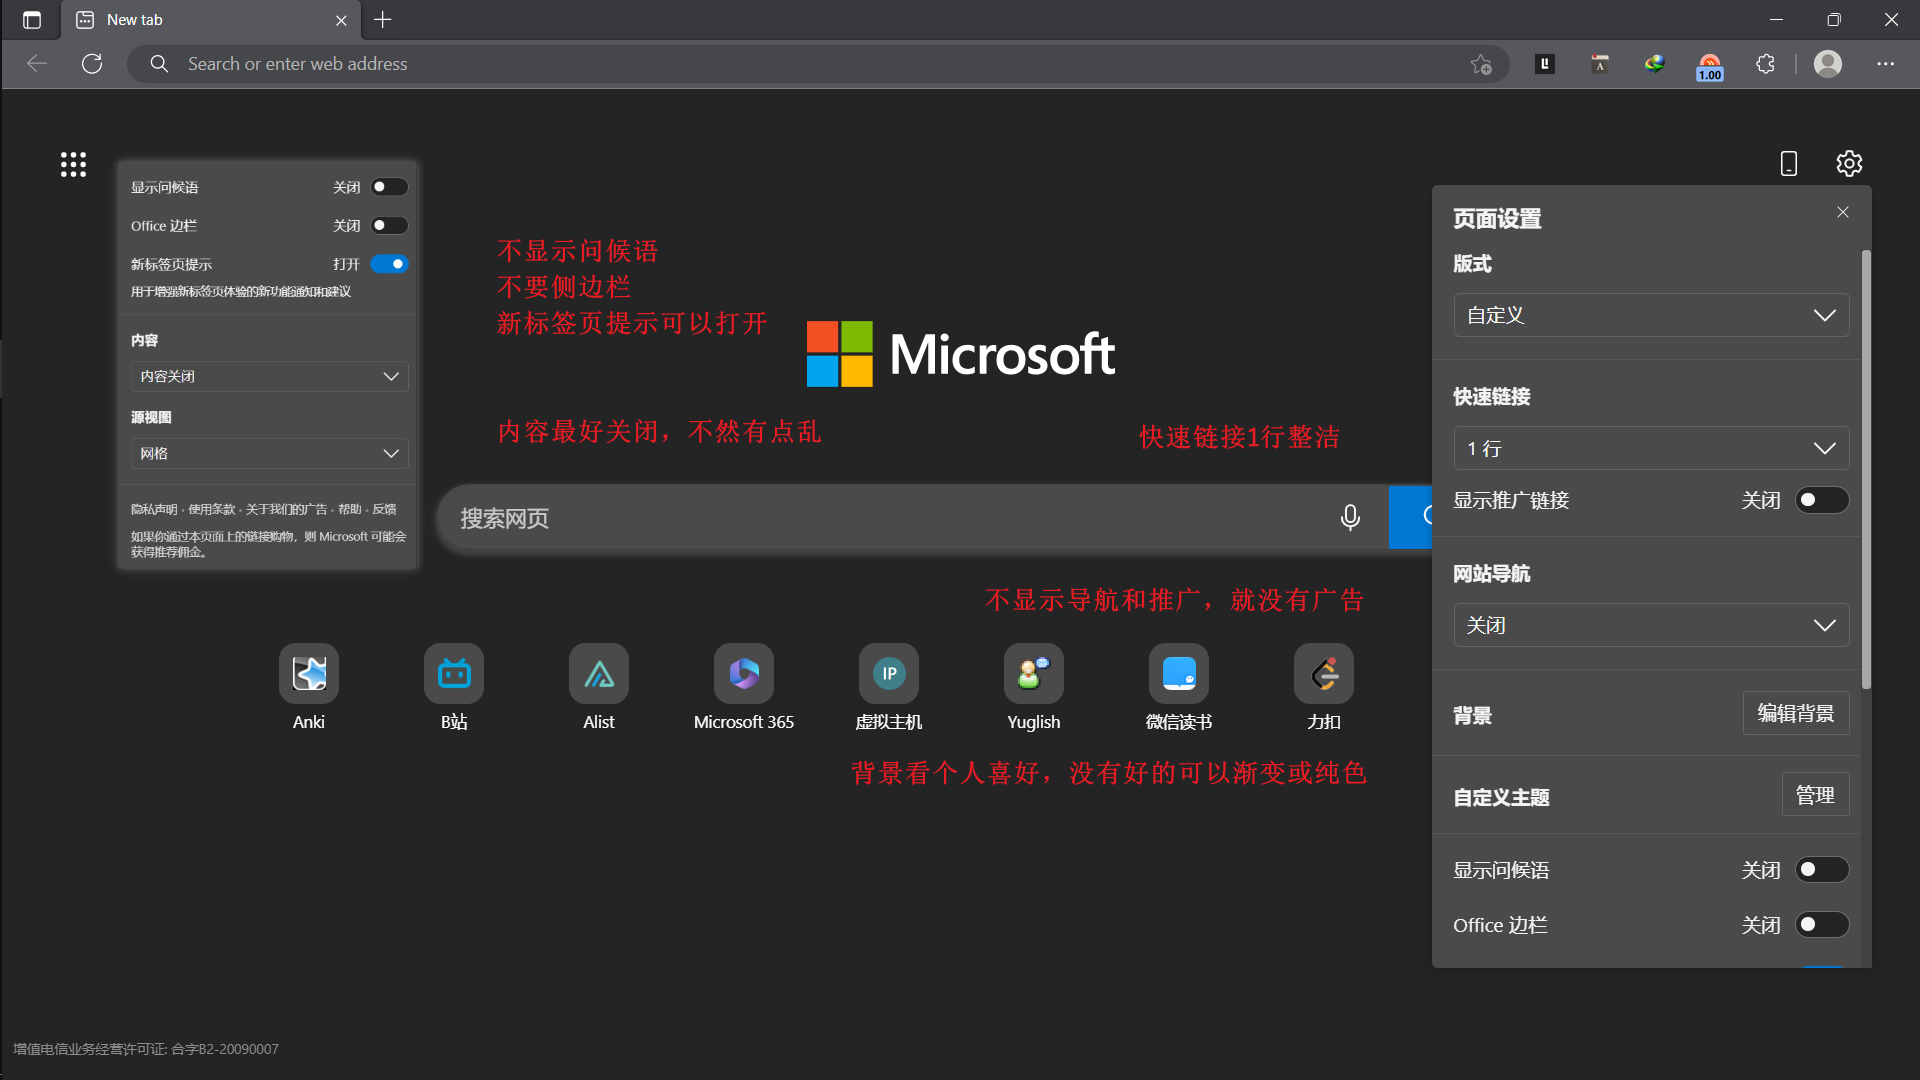 New tab
Search or enter web address
1.00
显示问候语 关闭
Office 边栏 关闭
新标签页提示 打开
用于增强新标签页体验的新功能通知和建议
内容
内容关闭
源视图
网格
隐私声明 · 使用条款 · 关于我们的广告 · 帮助 · 反馈
如果你通过本页面上的链接购物，则 Microsoft 可能会
获得推荐佣金。
不显示问候语
不要侧边栏
新标签页提示可以打开
Microsoft
内容最好关闭，不然有点乱
快速链接1行整洁
搜索网页
不显示导航和推广，就没有广告
Anki
B站
Alist
Microsoft 365
IP
虚拟主机
Yuglish
微信读书
力扣
背景看个人喜好，没有好的可以渐变或纯色
页面设置
版式
自定义
快速链接
1 行
显示推广链接 关闭
网站导航
关闭
背景 编辑背景
自定义主题 管理
显示问候语 关闭
Office 边栏 关闭
增值电信业务经营许可证: 合字B2-20090007